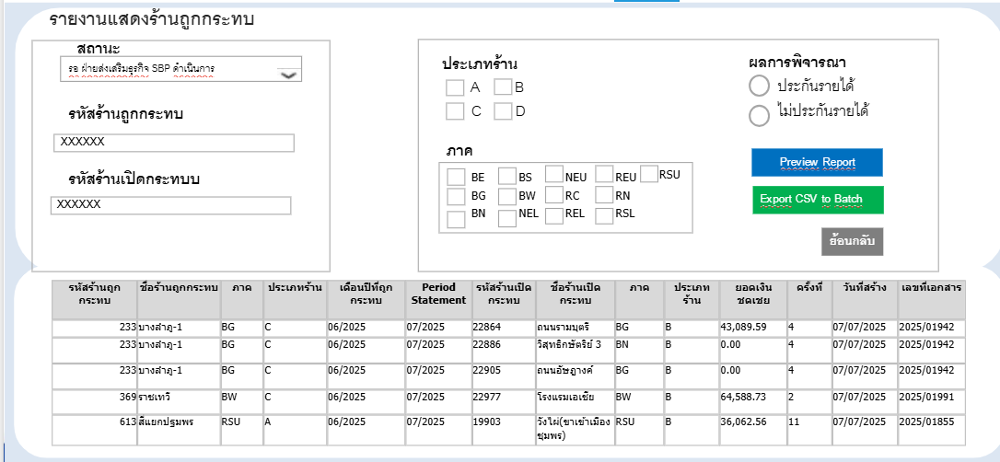 รายงานแสดงร้านถูกกระทบ
สถานะ
รอ ฝ่ายส่งเสริมธุรกิจ SBP ดำเนินการ
รหัสร้านถูกกระทบ
XXXXXX
รหัสร้านเปิดกระทบบ
XXXXXX
ประเภทร้าน
A B
C D
ภาค
BE BS NEU REU RSU
BG BW RC RN
BN NEL REL RSL
ผลการพิจารณา
ประกันรายได้
ไม่ประกันรายได้
Preview Report
Export CSV to Batch
ย้อนกลับ
รหัสร้านถูกกระทบ ชื่อร้านถูกกระทบ ภาค ประเภทร้าน เดือนปีที่ถูกกระทบ Period Statement รหัสร้านเปิดกระทบ ชื่อร้านเปิดกระทบ ภาค ประเภทร้าน ยอดเงินชดเชย ครั้งที่ วันที่สร้าง เลขที่เอกสาร
233 บางลำภู-1 BG C 06/2025 07/2025 22864 ถนนรามบุตรี BG B 43,089.59 4 07/07/2025 2025/01942
233 บางลำภู-1 BG C 06/2025 07/2025 22886 วิสุทธิกษัตริย์ 3 BN B 0.00 4 07/07/2025 2025/01942
233 บางลำภู-1 BG C 06/2025 07/2025 22905 ถนนอัษฎางค์ BG B 0.00 4 07/07/2025 2025/01942
369 ราชเทวี BW C 06/2025 07/2025 22977 โรงแรมเอเชีย BW B 64,588.73 2 07/07/2025 2025/01991
613 สี่แยกปฐมพร RSU A 06/2025 07/2025 19903 วังไผ่(ขาเข้าเมืองชุมพร) RSU B 36,062.56 11 07/07/2025 2025/01855